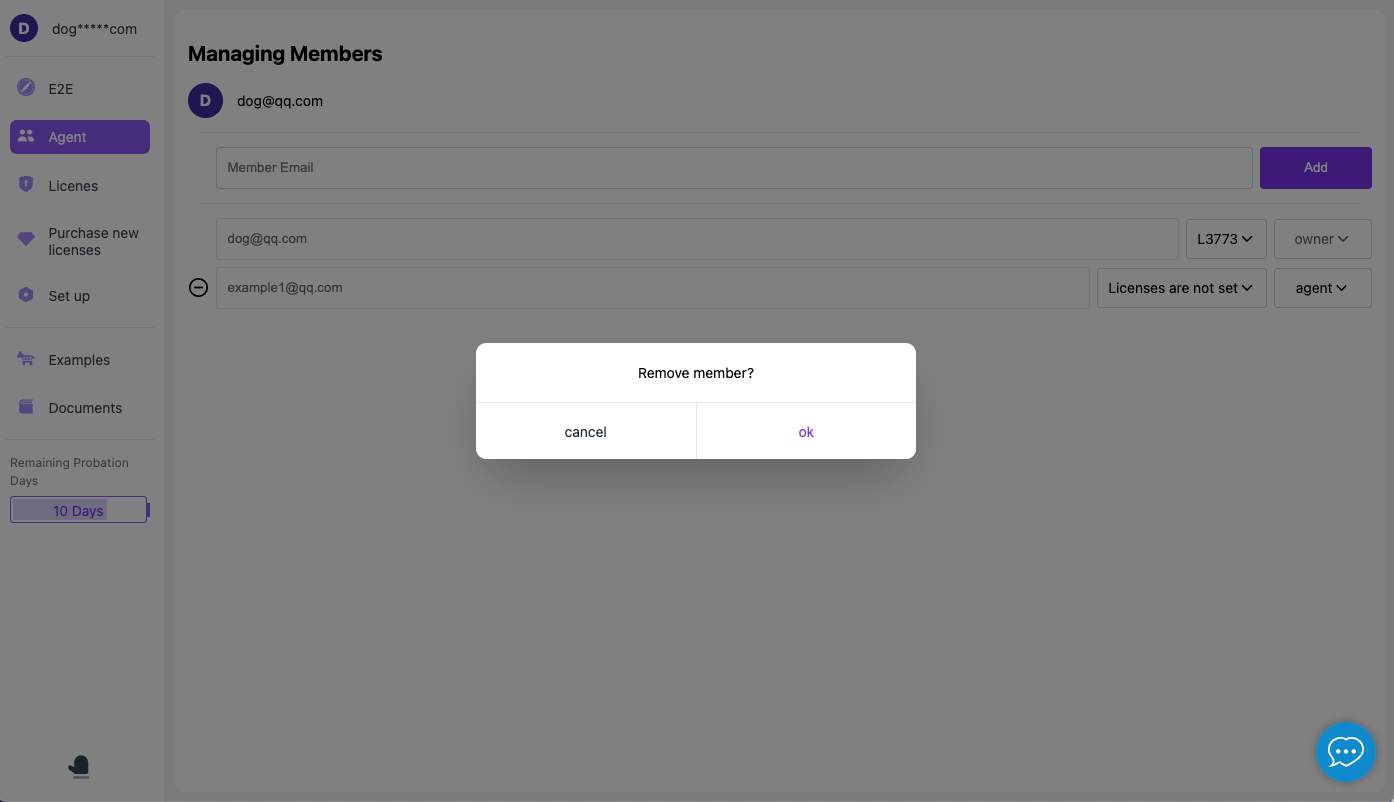 D
dog*****com
E2E
Agent
Licenes
Purchase new
licenses
Set up
Examples
Documents
Remaining Probation
Days
10 Days
Managing Members
D
dog@qq.com
Member Email
Add
dog@qq.com
L3773
owner
example1@qq.com
Licenses are not set
agent
Remove member?
cancel
ok